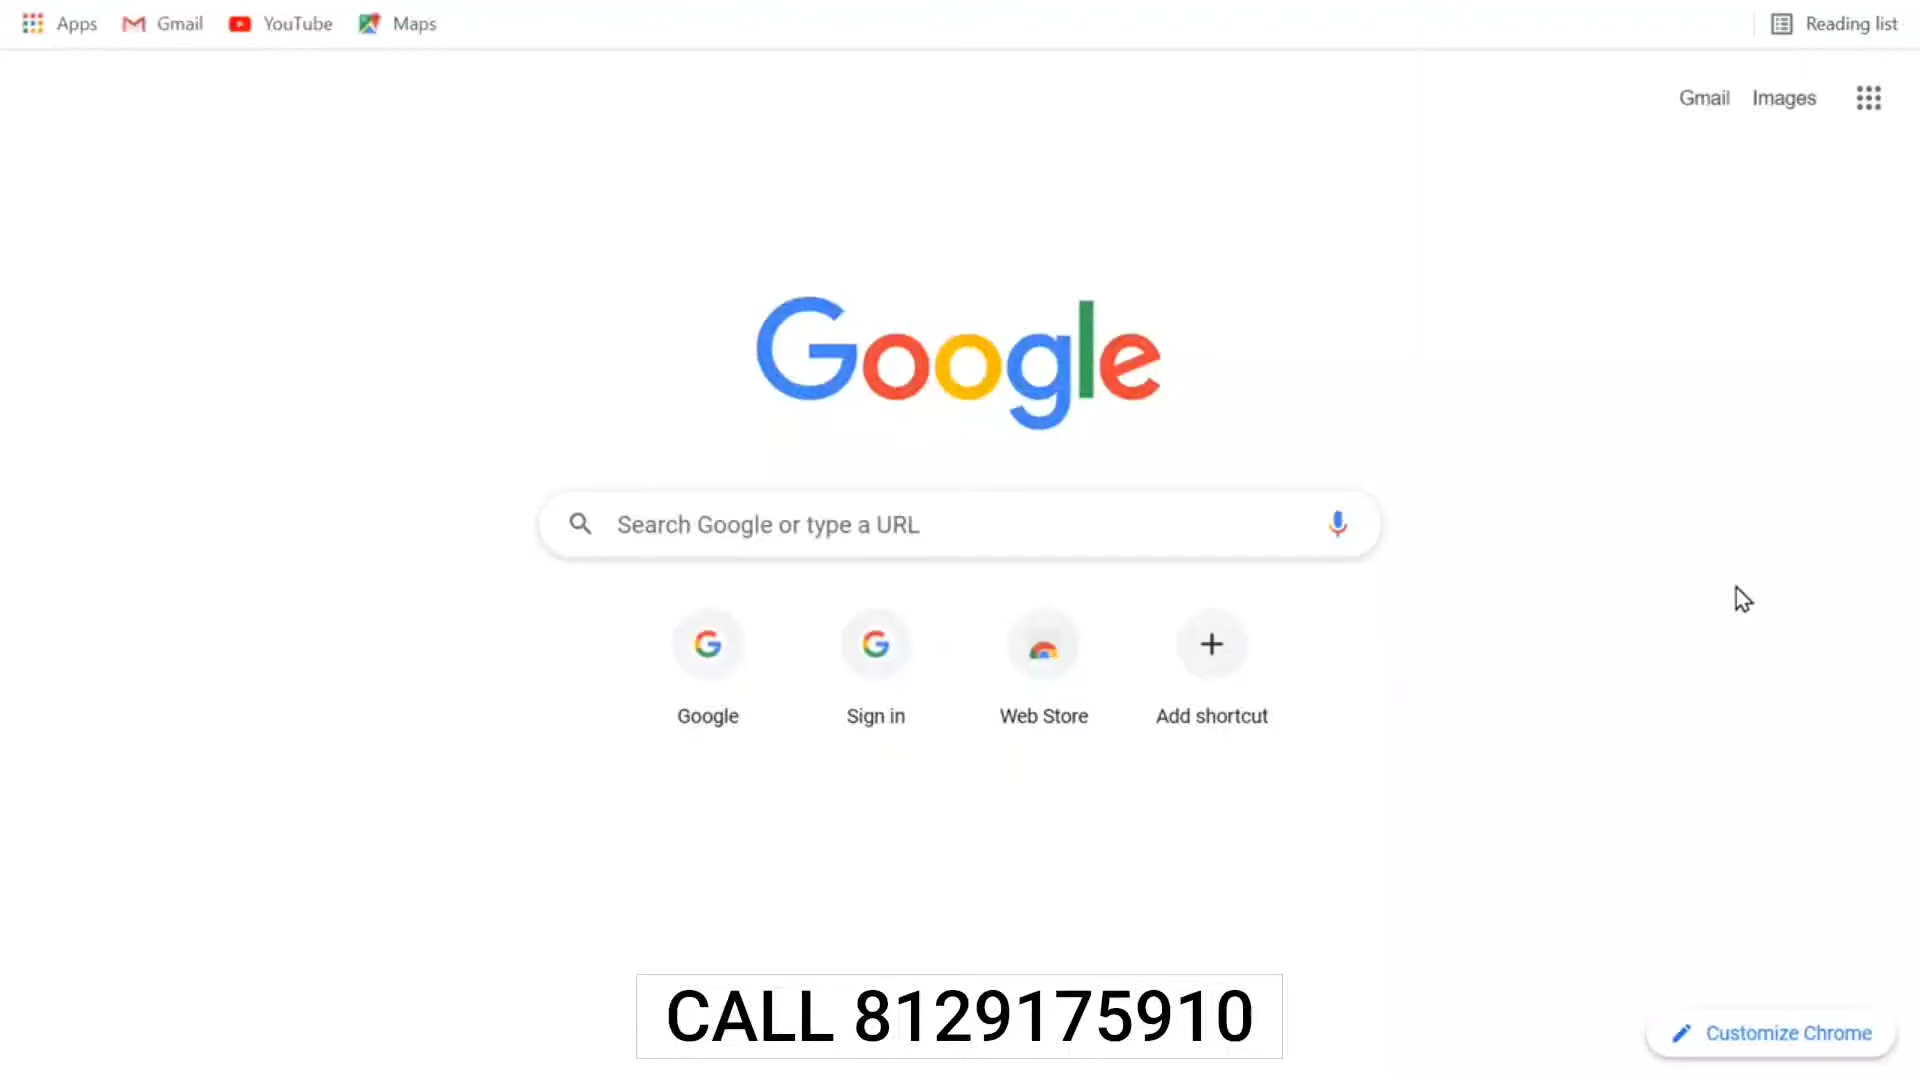 Apps Gmail YouTube Maps Reading list
Gmail Images
Google
Search Google or type a URL
Google Sign in Web Store Add shortcut
CALL 8129175910
Customize Chrome